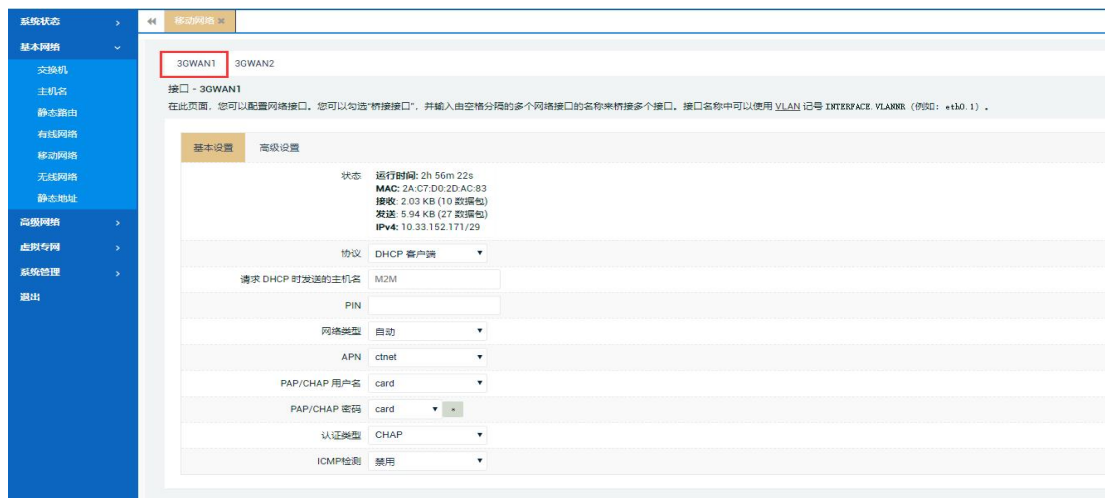 系统状态
基本网络
交换机
主机名
静态路由
有线网络
移动网络
无线网络
静态地址
高级网络
虚拟专网
系统管理
退出
移动网络
3GWAN1 3GWAN2
接口 - 3GWAN1
在此页面，您可以配置网络接口。您可以勾选“桥接接口”，并输入由空格分隔的多个网络接口的名称来桥接多个接口。接口名称中可以使用 VLAN 记号 INTERFACE.VLANNR（例如：eth0.1）。
基本设置 高级设置
状态 运行时间: 2h 56m 22s
MAC: 2A:C7:D0:2D:AC:83
接收: 2.03 KB (10 数据包)
发送: 5.94 KB (27 数据包)
IPv4: 10.33.152.171/29
协议 DHCP 客户端
请求 DHCP 时发送的主机名 M2M
PIN
网络类型 自动
APN ctnet
PAP/CHAP 用户名 card
PAP/CHAP 密码 card
认证类型 CHAP
ICMP检测 禁用